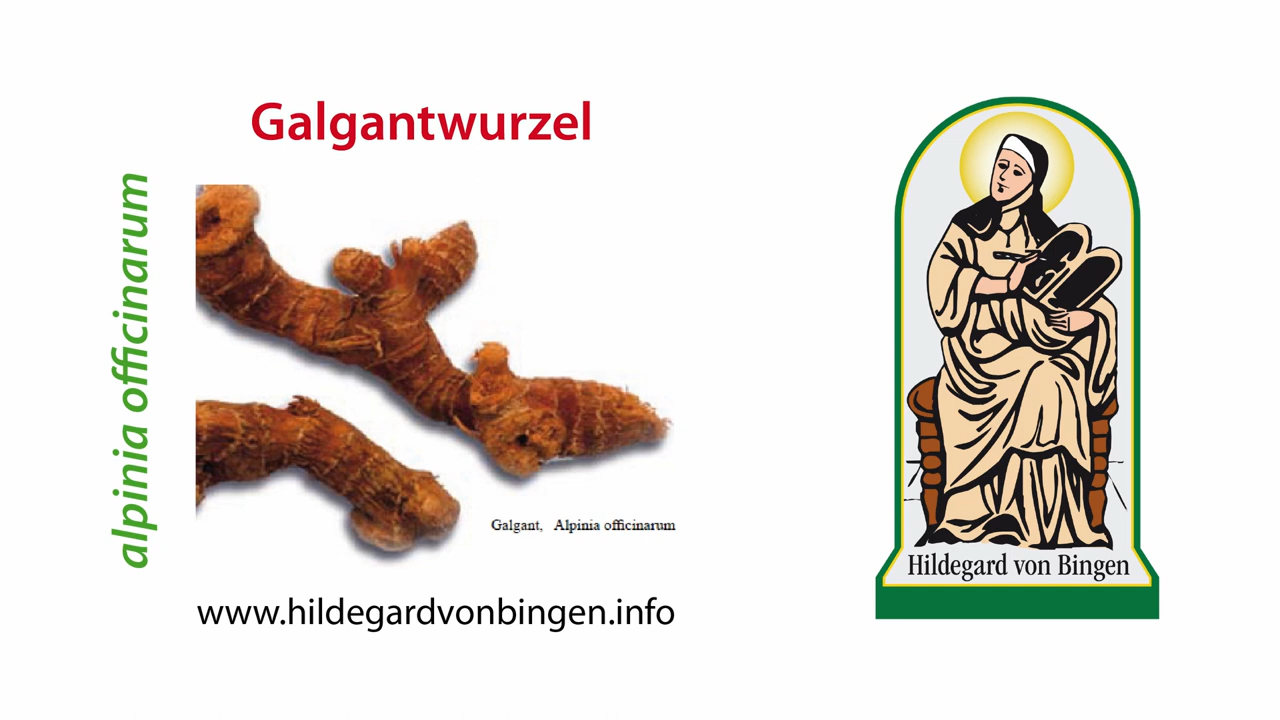 Galgantwurzel
alpinia officinarum
Galgant, Alpinia officinarum
www.hildegardvonbingen.info
Hildegard von Bingen